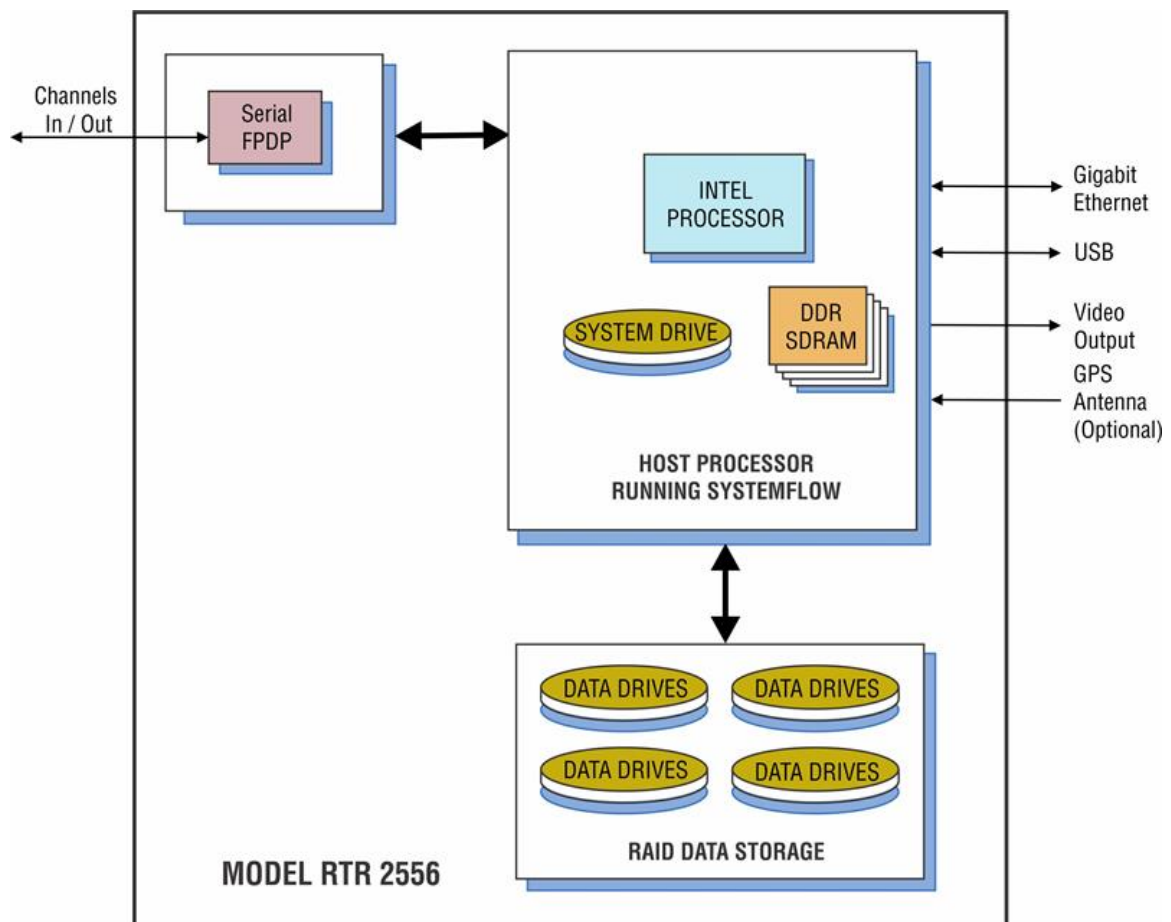 Channels
In / Out
Serial
FPDP
INTEL
PROCESSOR
SYSTEM DRIVE
DDR
SDRAM
HOST PROCESSOR
RUNNING SYSTEMFLOW
Gigabit
Ethernet
USB
Video
Output
GPS
Antenna
(Optional)
DATA DRIVES
DATA DRIVES
DATA DRIVES
DATA DRIVES
RAID DATA STORAGE
MODEL RTR 2556